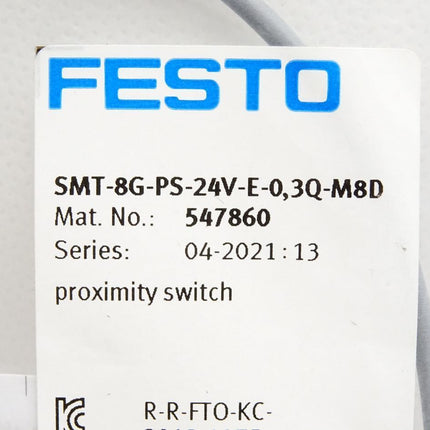 FESTO
SMT-8G-PS-24V-E-0,3Q-M8D
Mat. No.: 547860
Series: 04-2021:13
proximity switch
R-R-FTO-KC-